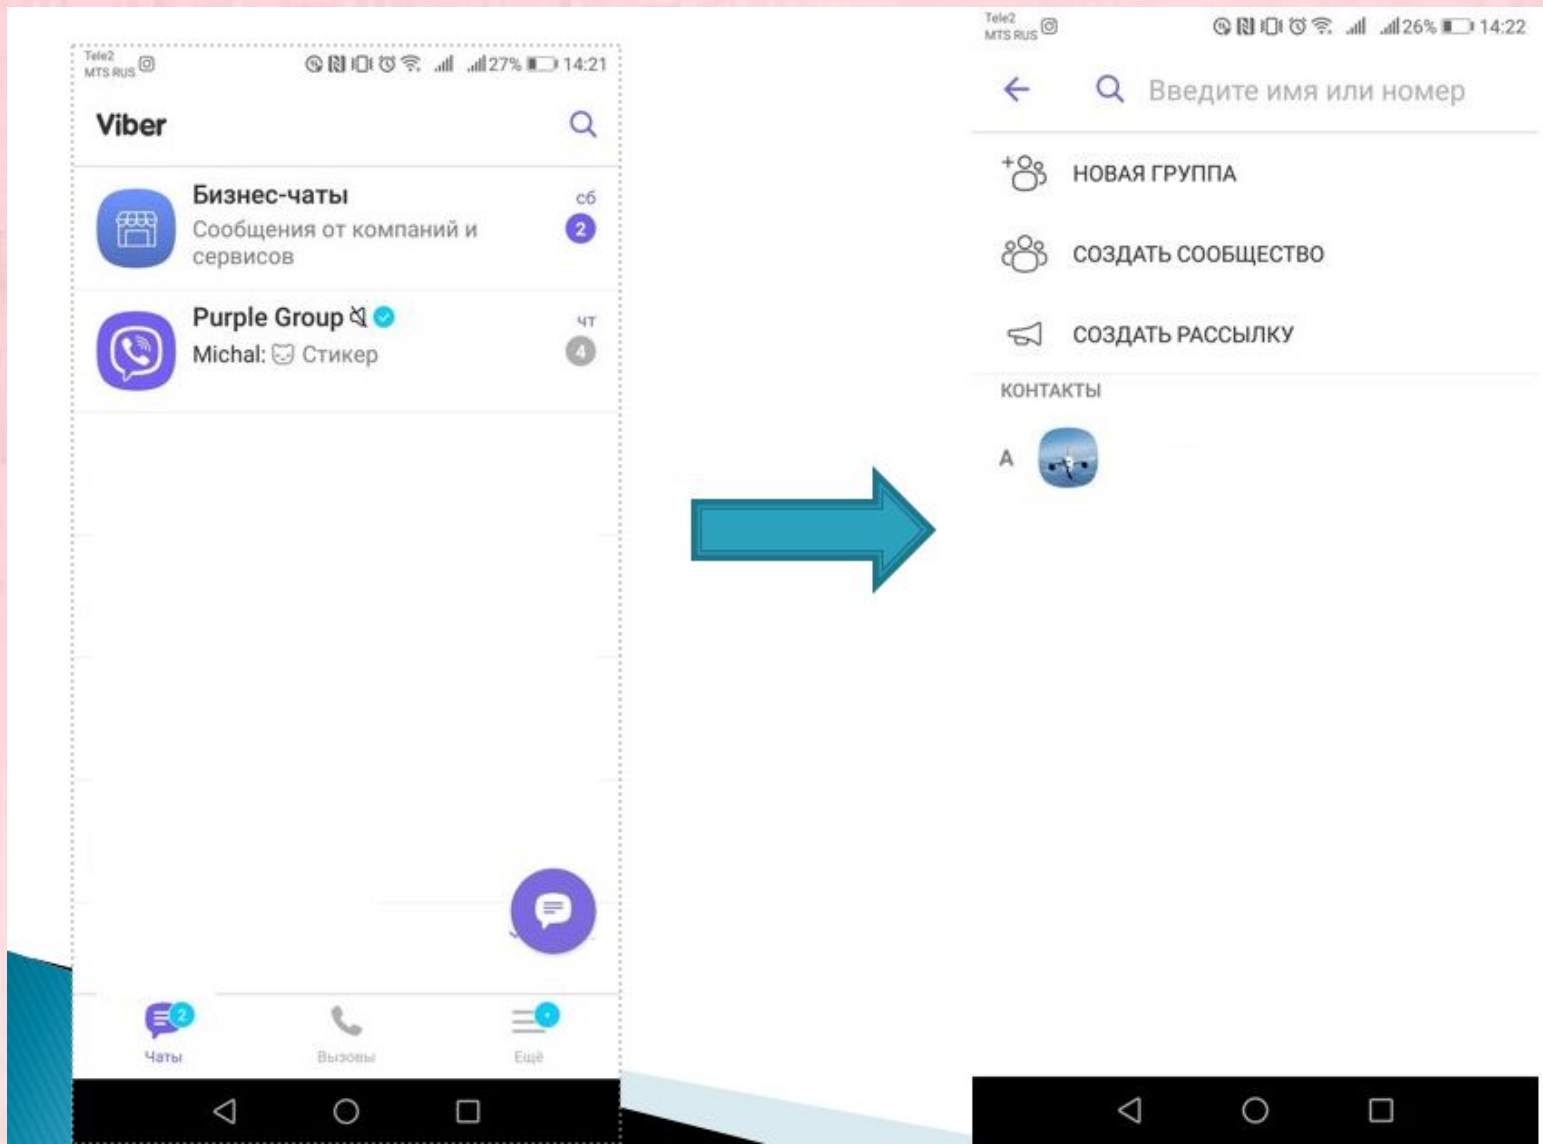 Tele2
MTS RUS
27%
14:21
Viber
Бизнес-чаты
сб
Сообщения от компаний и
сервисов
2
Purple Group
чт
Michal: Стикер
4
2
Чаты
Вызовы
Ещё
Tele2
MTS RUS
26%
14:22
Введите имя или номер
НОВАЯ ГРУППА
СОЗДАТЬ СООБЩЕСТВО
СОЗДАТЬ РАССЫЛКУ
КОНТАКТЫ
А